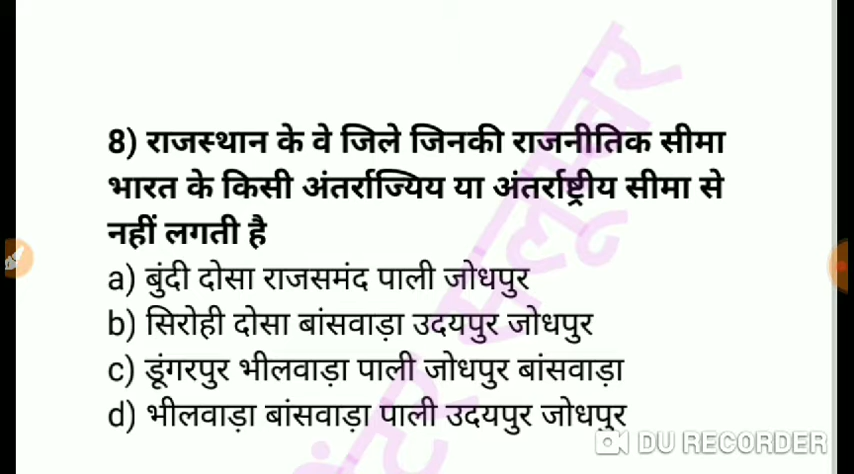 8) राजस्थान के वे जिले जिनकी राजनीतिक सीमा
भारत के किसी अंतर्राज्यिय या अंतर्राष्ट्रीय सीमा से
नहीं लगती है
a) बुंदी दोसा राजसमंद पाली जोधपुर
b) सिरोही दोसा बांसवाड़ा उदयपुर जोधपुर
c) डूंगरपुर भीलवाड़ा पाली जोधपुर बांसवाड़ा
d) भीलवाड़ा बांसवाड़ा पाली उदयपुर जोधपुर
DU RECORDER